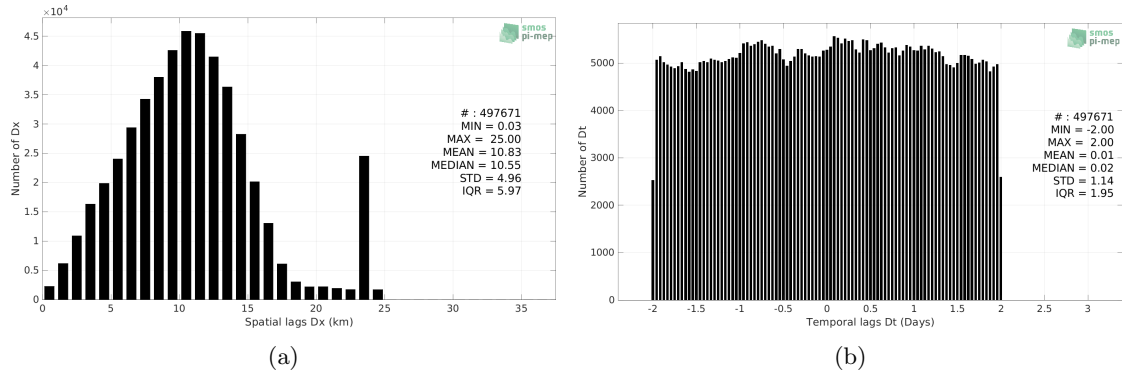 ×10⁴
4.5
4
3.5
3
2.5
2
1.5
1
0.5
0
Number of Dx
0 5 10 15 20 25 30 35
Spatial lags Dx (km)
smos
pi-mep
# : 497671
MIN = 0.03
MAX = 25.00
MEAN = 10.83
MEDIAN = 10.55
STD = 4.96
IQR = 5.97
(a)
5000
4000
3000
2000
1000
0
Number of Dt
-2 -1.5 -1 -0.5 0 0.5 1 1.5 2 2.5 3
Temporal lags Dt (Days)
smos
pi-mep
# : 497671
MIN = -2.00
MAX = 2.00
MEAN = 0.01
MEDIAN = 0.02
STD = 1.14
IQR = 1.95
(b)